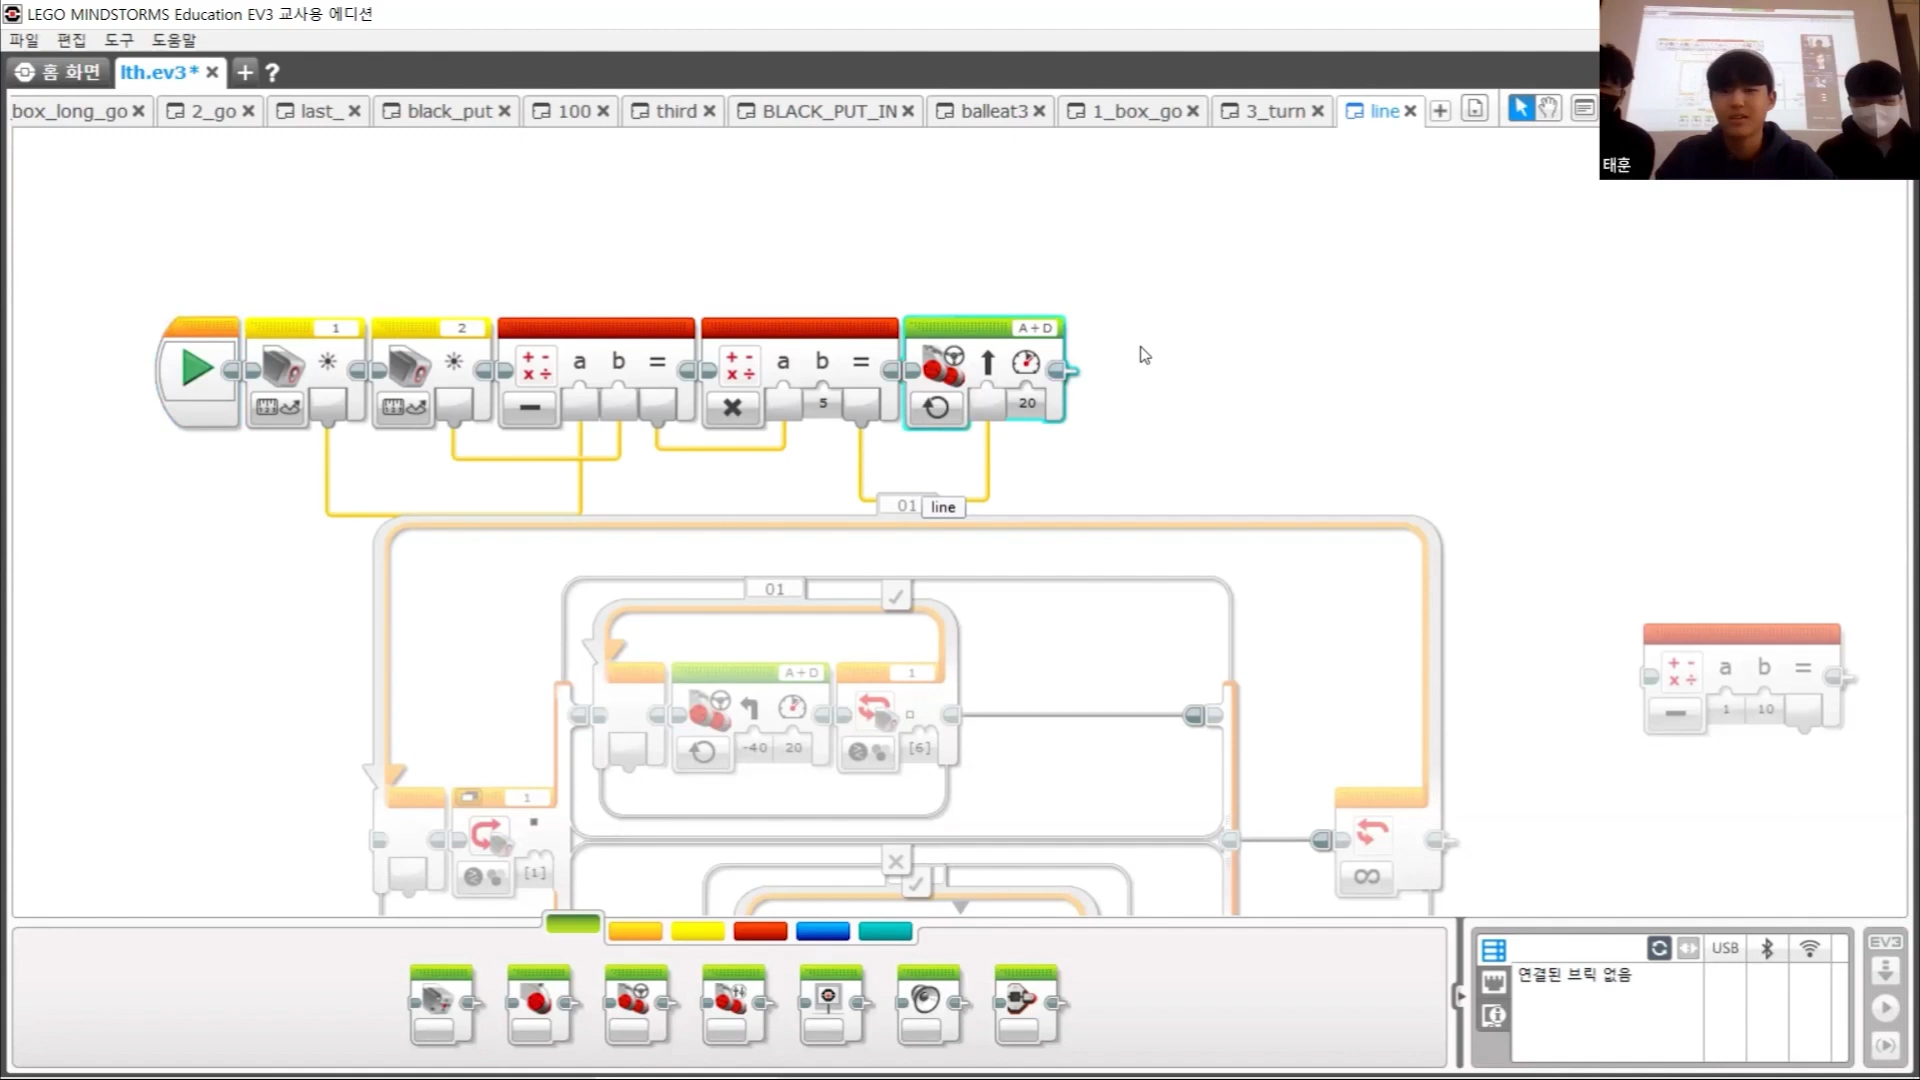 LEGO MINDSTORMS Education EV3 교사용 에디션
파일 편집 도구 도움말
홈 화면 lth.ev3* + ?
box_long_go 2_go last_ black_put 100 third BLACK_PUT_IN balleat3 1_box_go 3_turn line
태훈
1 2 A+D
a b = a b =
5 20
01 line
01
A+D 1
a b =
-40 20 [6]
1 10
1
[1]
∞
EV3
USB
연결된 브릭 없음